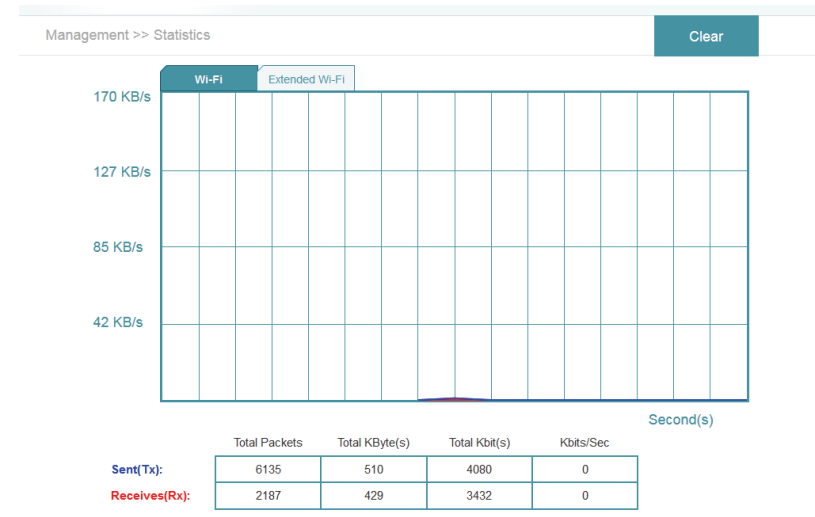 Management >> Statistics
Clear
Wi-Fi Extended Wi-Fi
170 KB/s
127 KB/s
85 KB/s
42 KB/s
Second(s)
Total Packets Total KByte(s) Total Kbit(s) Kbits/Sec
Sent(Tx): 6135 510 4080 0
Receives(Rx): 2187 429 3432 0